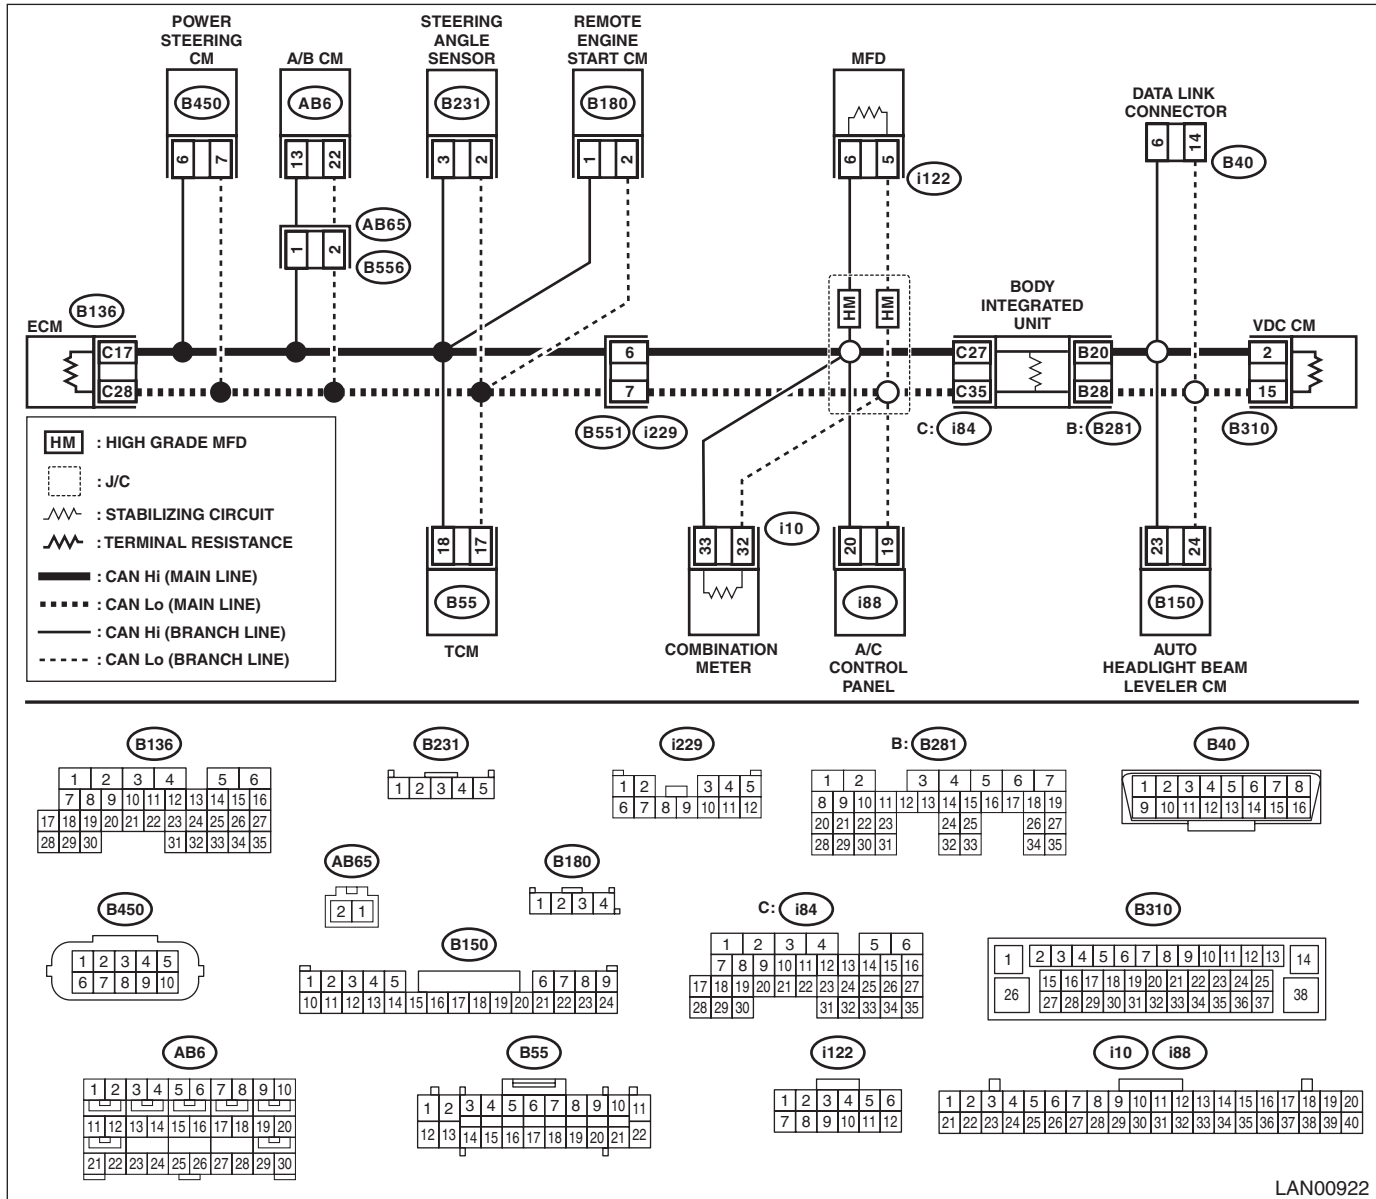 POWER STEERING CM
A/B CM
STEERING ANGLE SENSOR
REMOTE ENGINE START CM
MFD
DATA LINK CONNECTOR
B450
AB6
B231
B180
6 7
13 22
3 2
1 2
6 5
i122
6 14
B40
AB65
1 2
B556
HM HM
BODY INTEGRATED UNIT
ECM
B136
VDC CM
C17
6
C27
B20
2
C28
7
C35
B28
15
B551 i229
C: i84
B: B281
B310
HM : HIGH GRADE MFD
: J/C
: STABILIZING CIRCUIT
: TERMINAL RESISTANCE
: CAN Hi (MAIN LINE)
: CAN Lo (MAIN LINE)
: CAN Hi (BRANCH LINE)
: CAN Lo (BRANCH LINE)
18 17
B55
TCM
33 32
i10
COMBINATION METER
20 19
i88
A/C CONTROL PANEL
23 24
B150
AUTO HEADLIGHT BEAM LEVELER CM
B136
1 2 3 4 5 6
7 8 9 10 11 12 13 14 15 16
17 18 19 20 21 22 23 24 25 26 27
28 29 30 31 32 33 34 35
B231
1 2 3 4 5
i229
1 2 3 4 5
6 7 8 9 10 11 12
B: B281
1 2 3 4 5 6 7
8 9 10 11 12 13 14 15 16 17 18 19
20 21 22 23 24 25 26 27
28 29 30 31 32 33 34 35
B40
1 2 3 4 5 6 7 8
9 10 11 12 13 14 15 16
AB65
2 1
B180
1 2 3 4
B450
1 2 3 4 5
6 7 8 9 10
B150
1 2 3 4 5 6 7 8 9
10 11 12 13 14 15 16 17 18 19 20 21 22 23 24
C: i84
1 2 3 4 5 6
7 8 9 10 11 12 13 14 15 16
17 18 19 20 21 22 23 24 25 26 27
28 29 30 31 32 33 34 35
B310
1 2 3 4 5 6 7 8 9 10 11 12 13 14
15 16 17 18 19 20 21 22 23 24 25
26 27 28 29 30 31 32 33 34 35 36 37 38
AB6
1 2 3 4 5 6 7 8 9 10
11 12 13 14 15 16 17 18 19 20
21 22 23 24 25 26 27 28 29 30
B55
1 2 3 4 5 6 7 8 9 10 11
12 13 14 15 16 17 18 19 20 21 22
i122
1 2 3 4 5 6
7 8 9 10 11 12
i10 i88
1 2 3 4 5 6 7 8 9 10 11 12 13 14 15 16 17 18 19 20
21 22 23 24 25 26 27 28 29 30 31 32 33 34 35 36 37 38 39 40
LAN00922